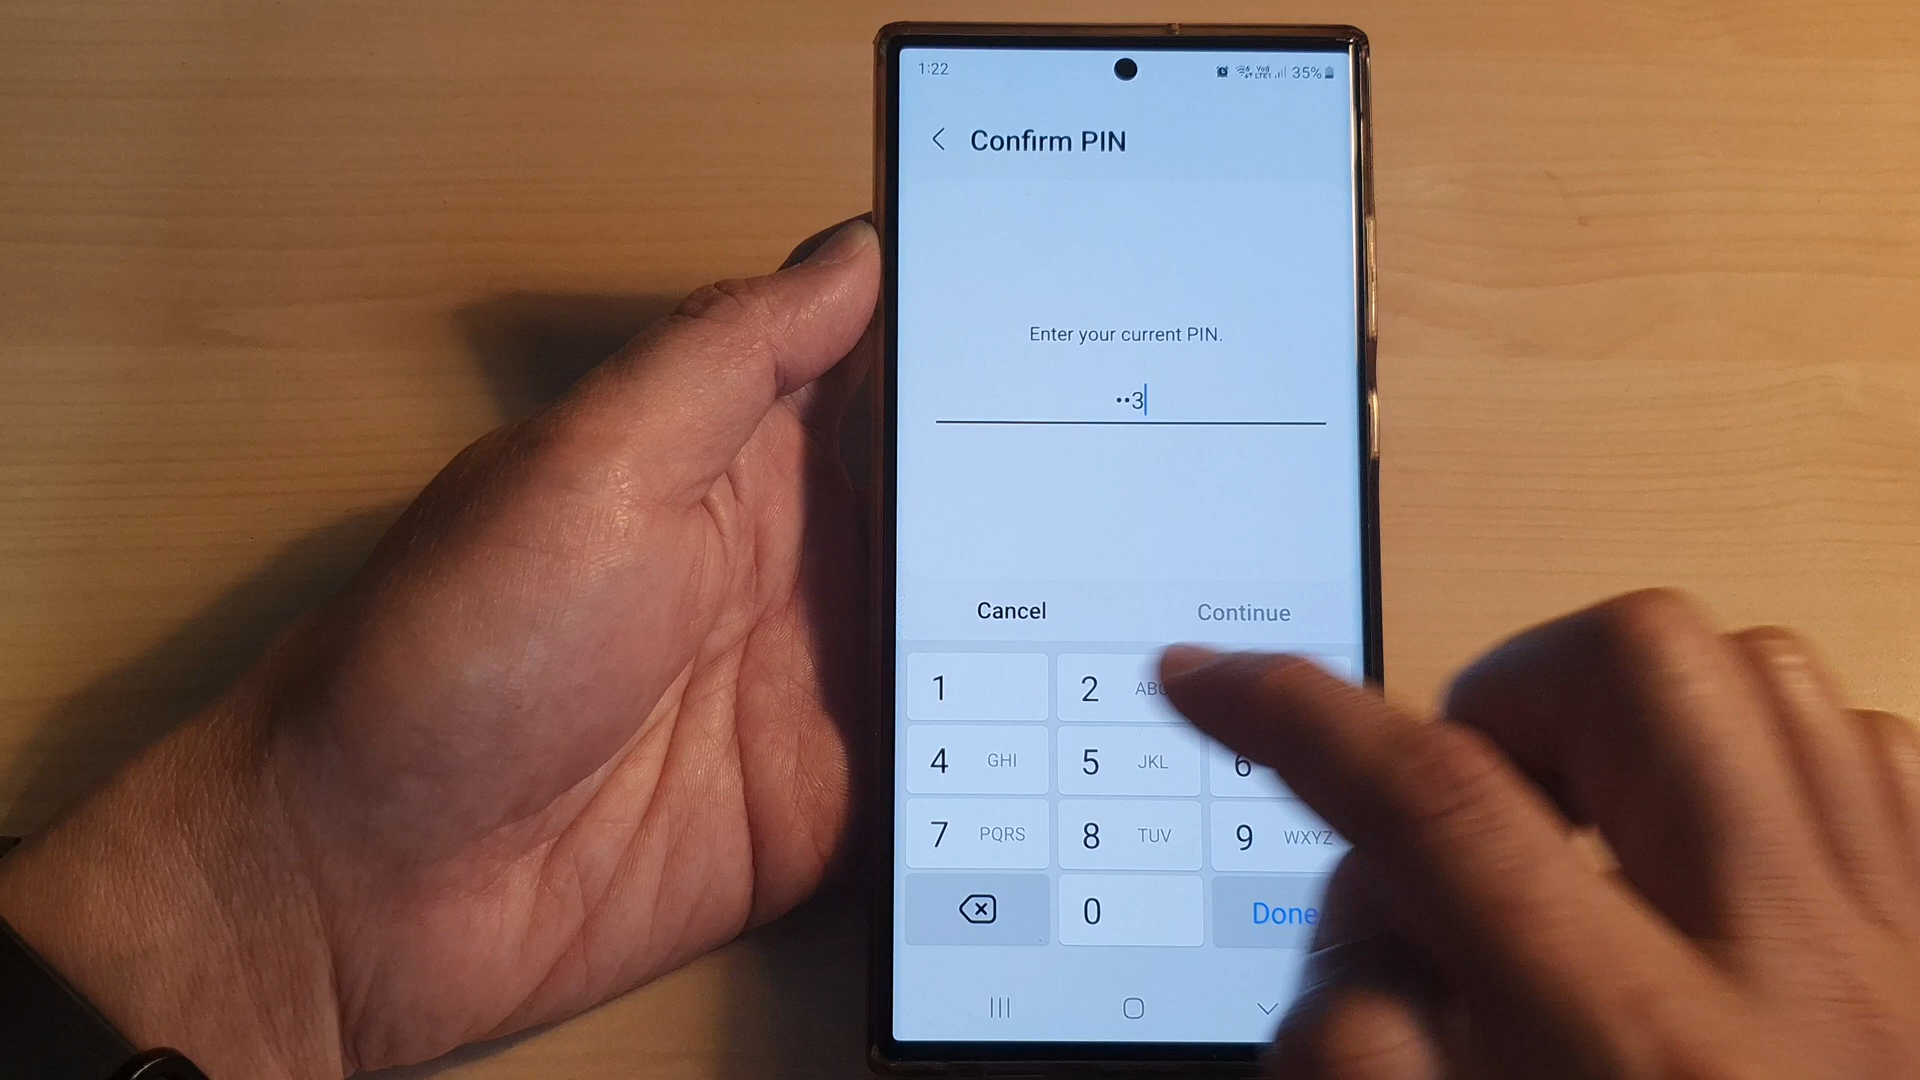 1:22
35%
Confirm PIN
Enter your current PIN.
••3
Cancel Continue
1 2
4 GHI 5 JKL 6
7 PQRS 8 TUV 9 WXYZ
0 Done